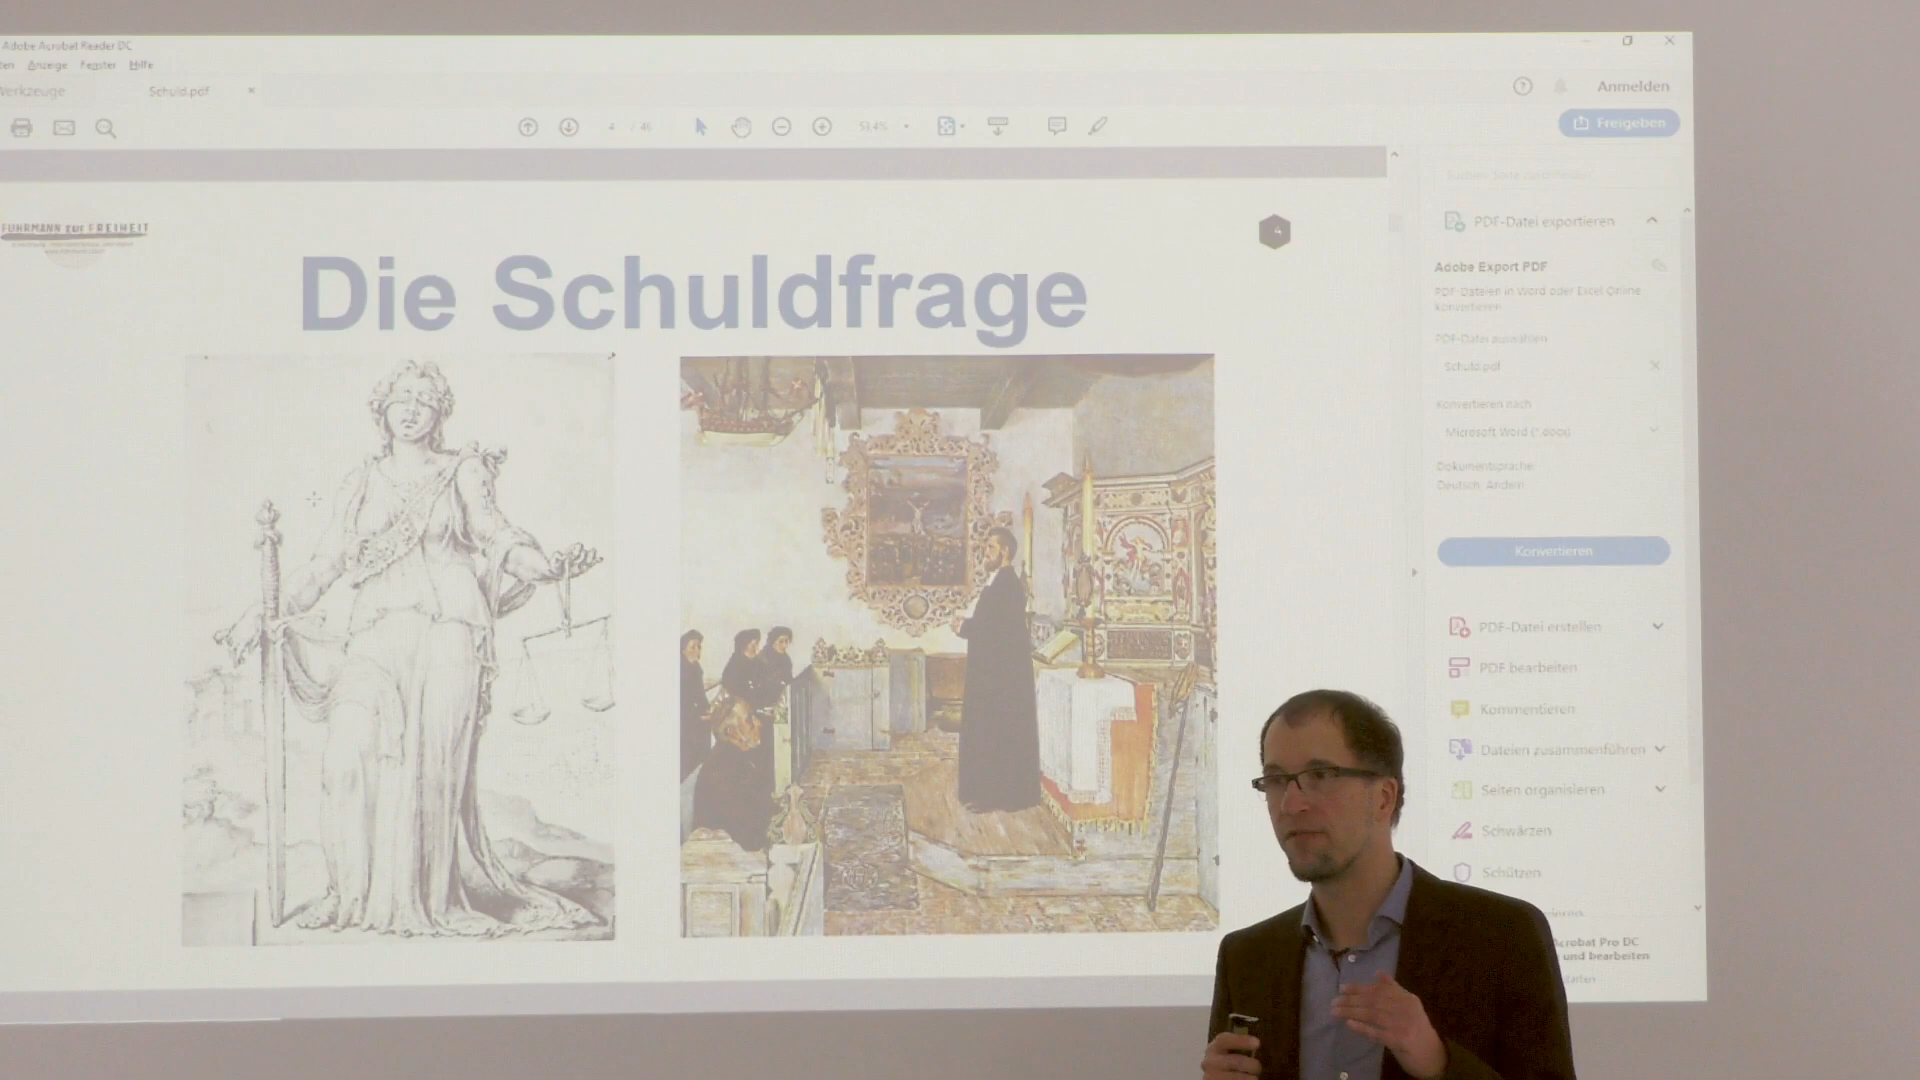 Adobe Acrobat Reader DC
Anzeige Fenster Hilfe
Werkzeuge
Schuld.pdf
Anmelden
4 / 46
53,4%
Freigeben
PDF-Datei exportieren
FUHRMANN zur FREIHEIT
4
Die Schuldfrage
Adobe Export PDF
PDF-Dateien in Word oder Excel Online
konvertieren
PDF-Datei auswählen
Schuld.pdf
Konvertieren nach
Microsoft Word (*.docx)
Dokumentsprache:
Deutsch Ändern
Konvertieren
PDF-Datei erstellen
PDF bearbeiten
Kommentieren
Dateien zusammenführen
Seiten organisieren
Schwärzen
Schützen
Acrobat Pro DC
und bearbeiten